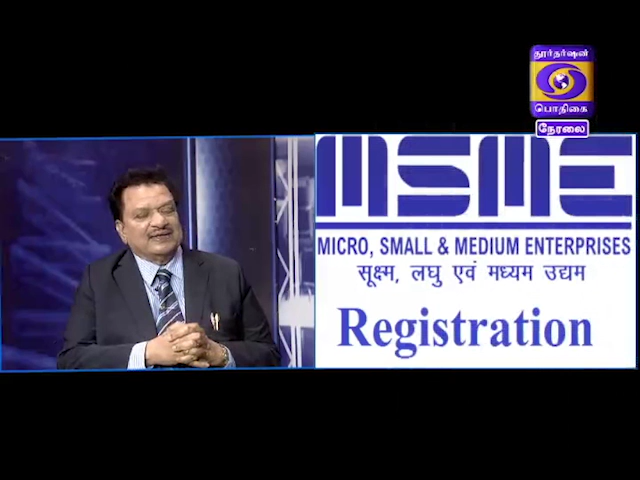 தூர்தர்ஷன்
பொதிகை
நேரலை
MSME
MICRO, SMALL & MEDIUM ENTERPRISES
सूक्ष्म, लघु एवं मध्यम उद्यम
Registration